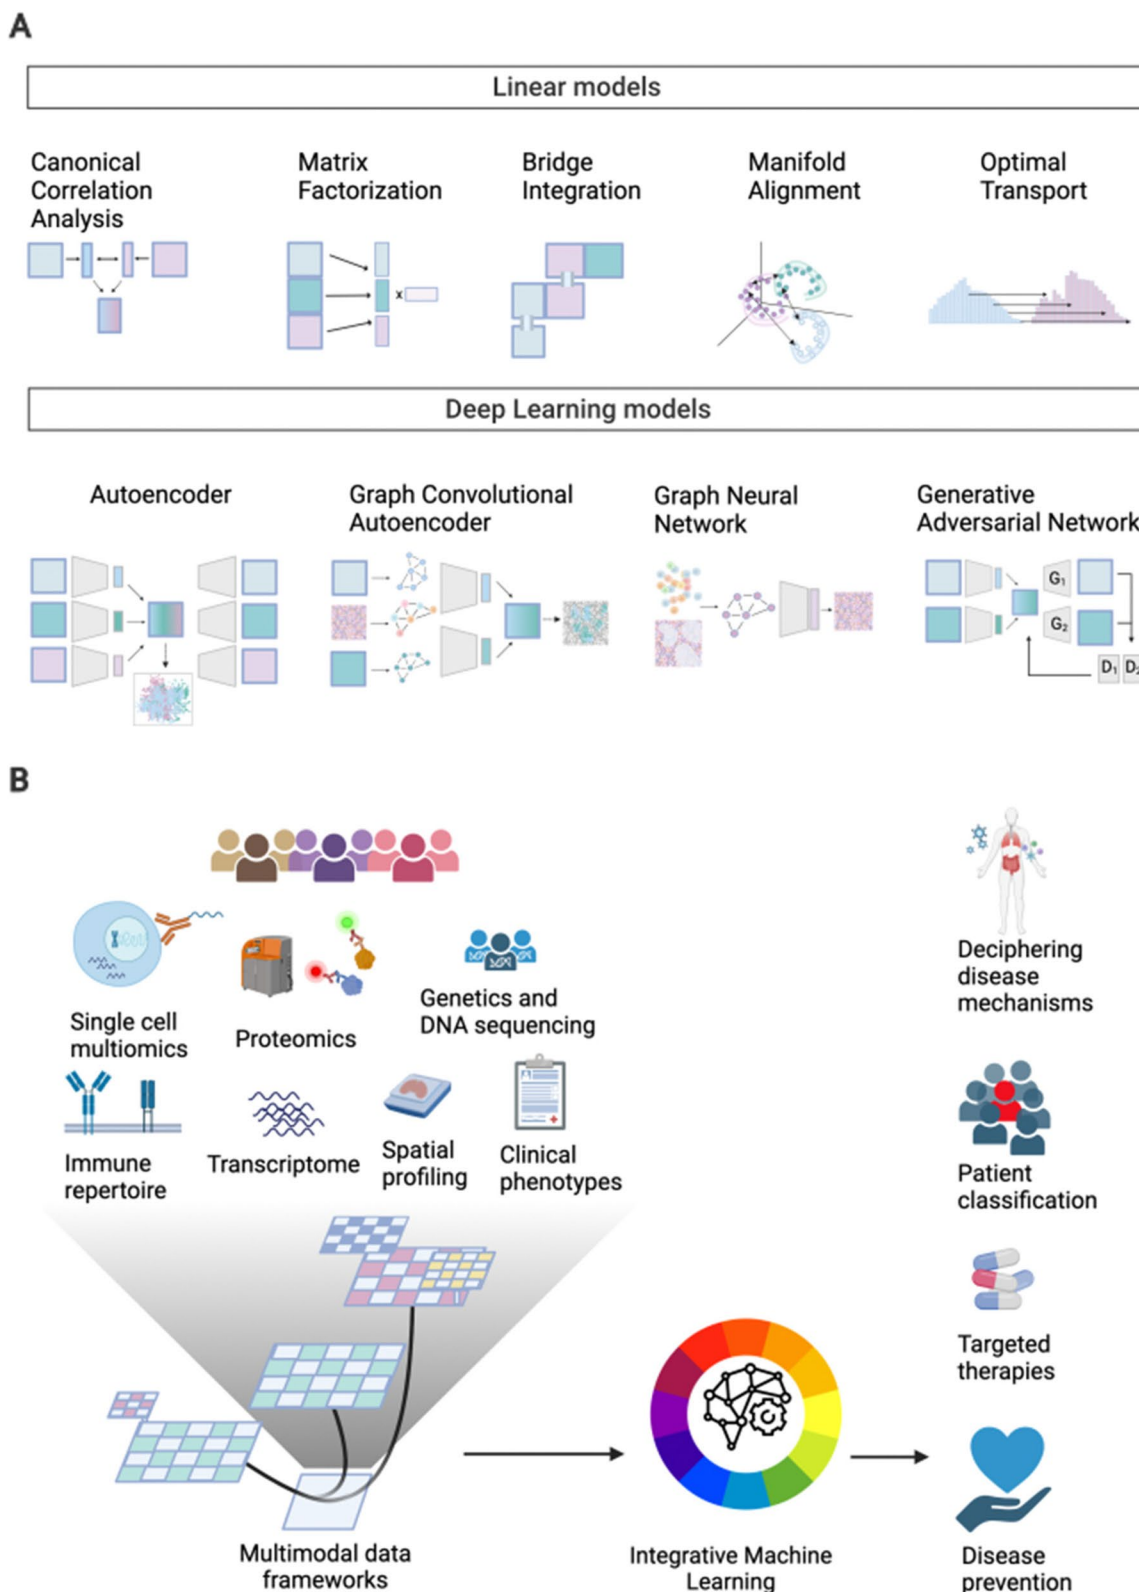 A
Linear models
Canonical
Correlation
Analysis
Matrix
Factorization
Bridge
Integration
Manifold
Alignment
Optimal
Transport
x
Deep Learning models
Autoencoder
Graph Convolutional
Autoencoder
Graph Neural
Network
Generative
Adversarial Network
G1
G2
D1 D2
B
Single cell
multiomics
Proteomics
Genetics and
DNA sequencing
Immune
repertoire
Transcriptome
Spatial
profiling
Clinical
phenotypes
Multimodal data
frameworks
Integrative Machine
Learning
Deciphering
disease
mechanisms
Patient
classification
Targeted
therapies
Disease
prevention